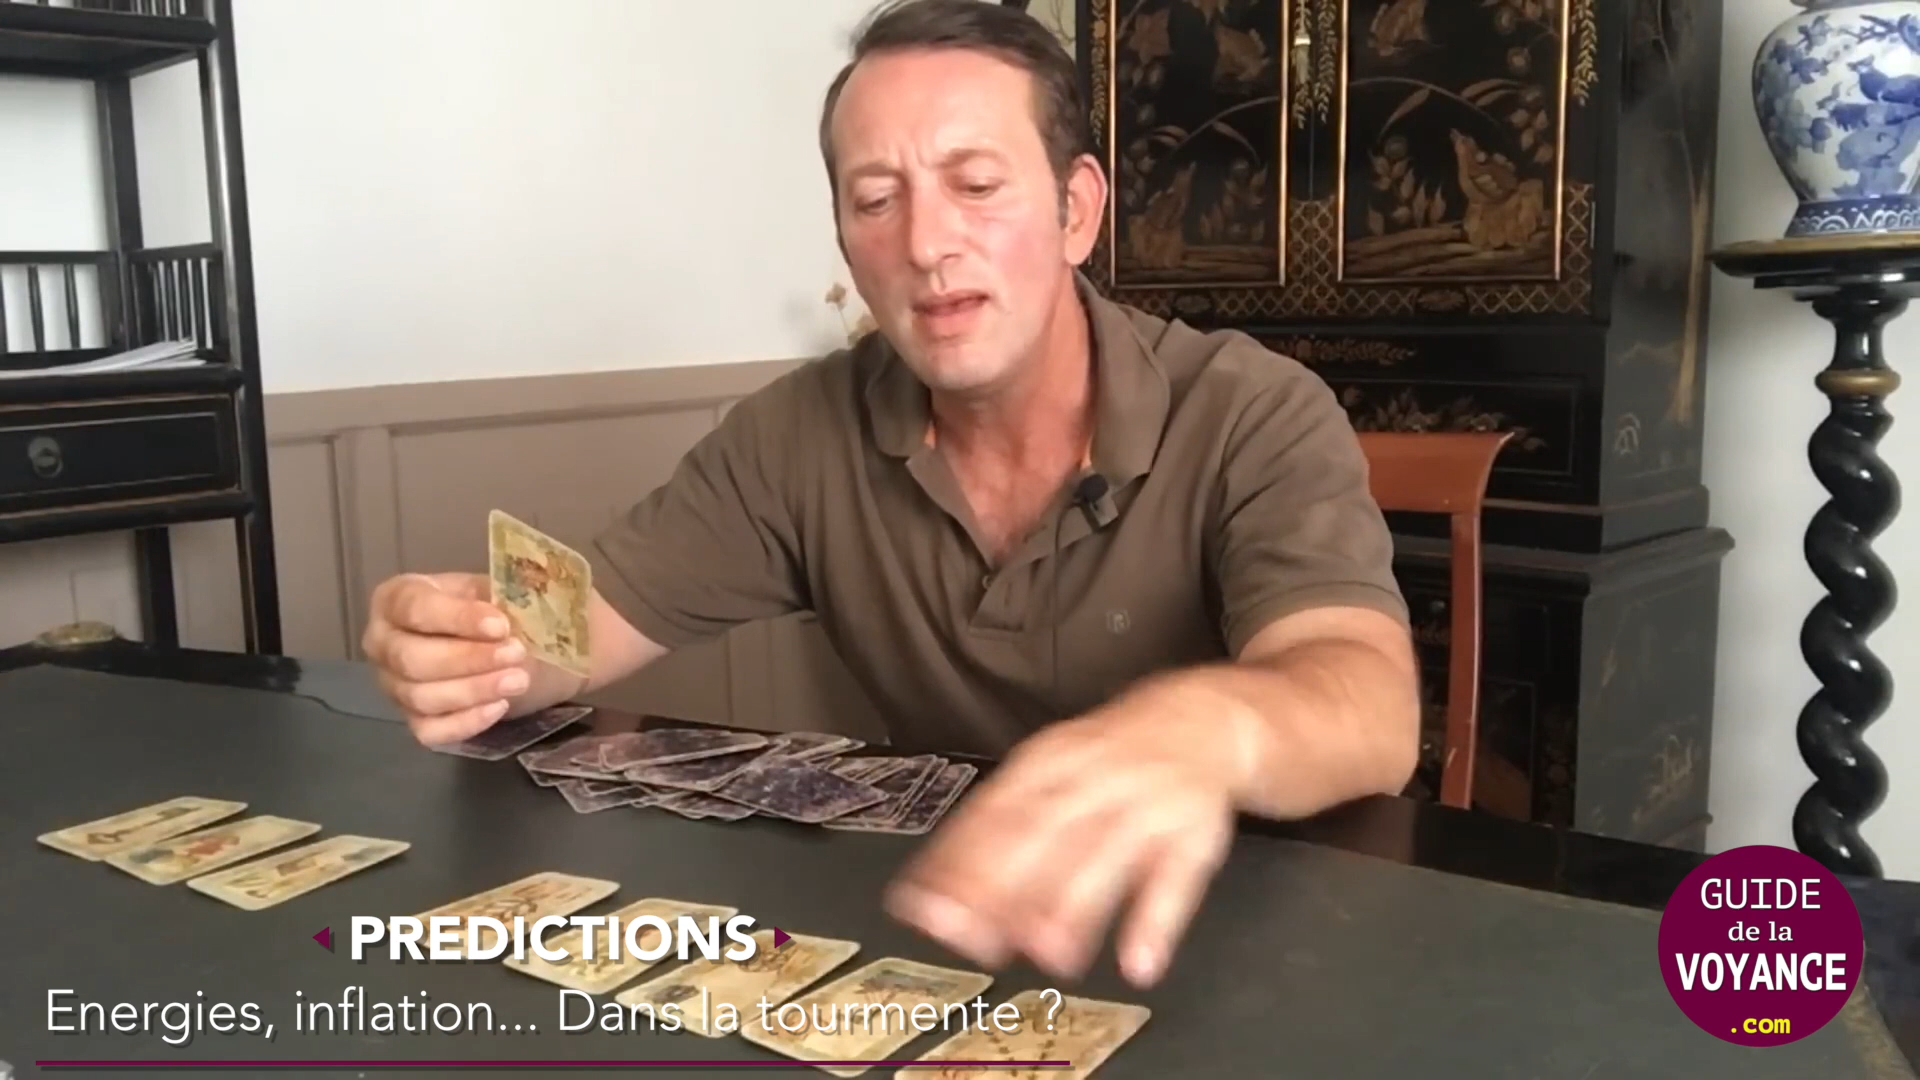 PREDICTIONS
Energies, inflation... Dans la tourmente ?
GUIDE
de la
VOYANCE
.com